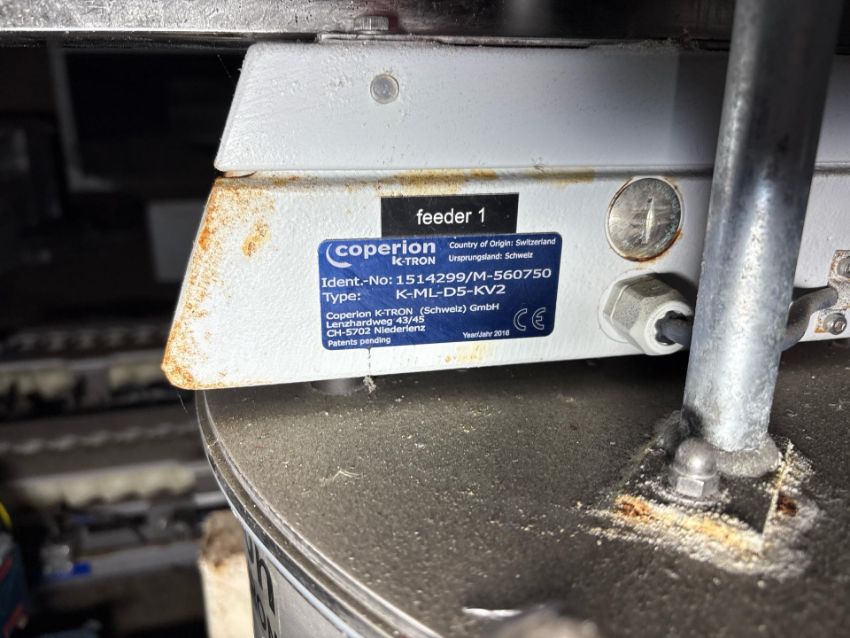 feeder 1
coperion
K-TRON
Country of Origin: Switzerland
Ursprungsland: Schweiz
Ident.-No: 1514299/M-560750
Type: K-ML-D5-KV2
Coperion K-TRON (Schweiz) GmbH
Lenzhardweg 43/45
CH-5702 Niederlenz
Patents pending
Year/Jahr 2016
CE